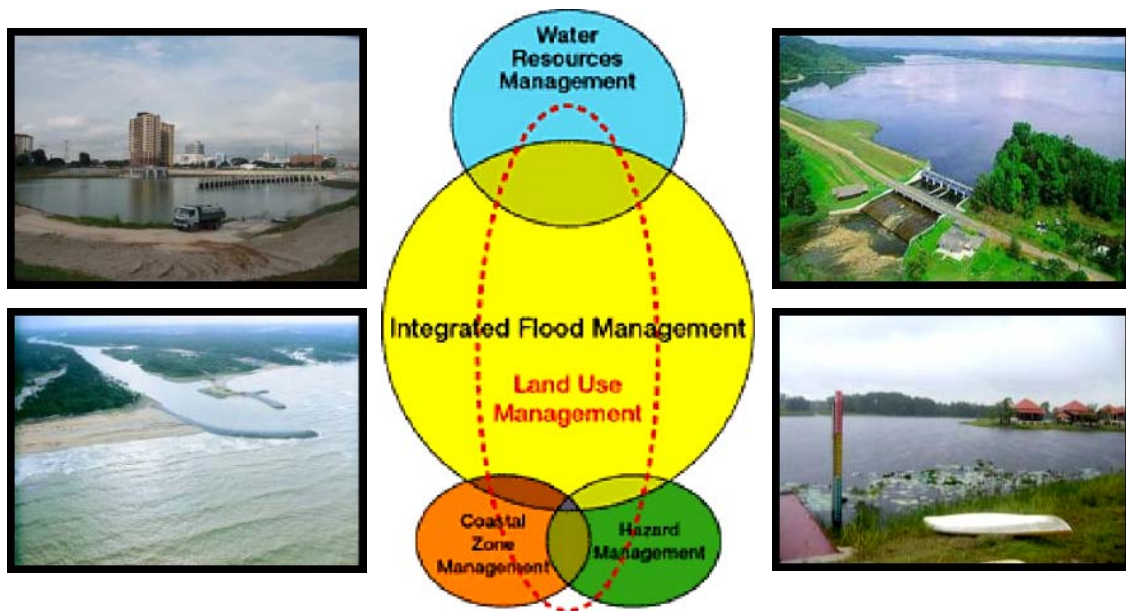 Water
Resources
Management
Integrated Flood Management
Land Use
Management
Coastal
Zone
Management
Hazard
Management